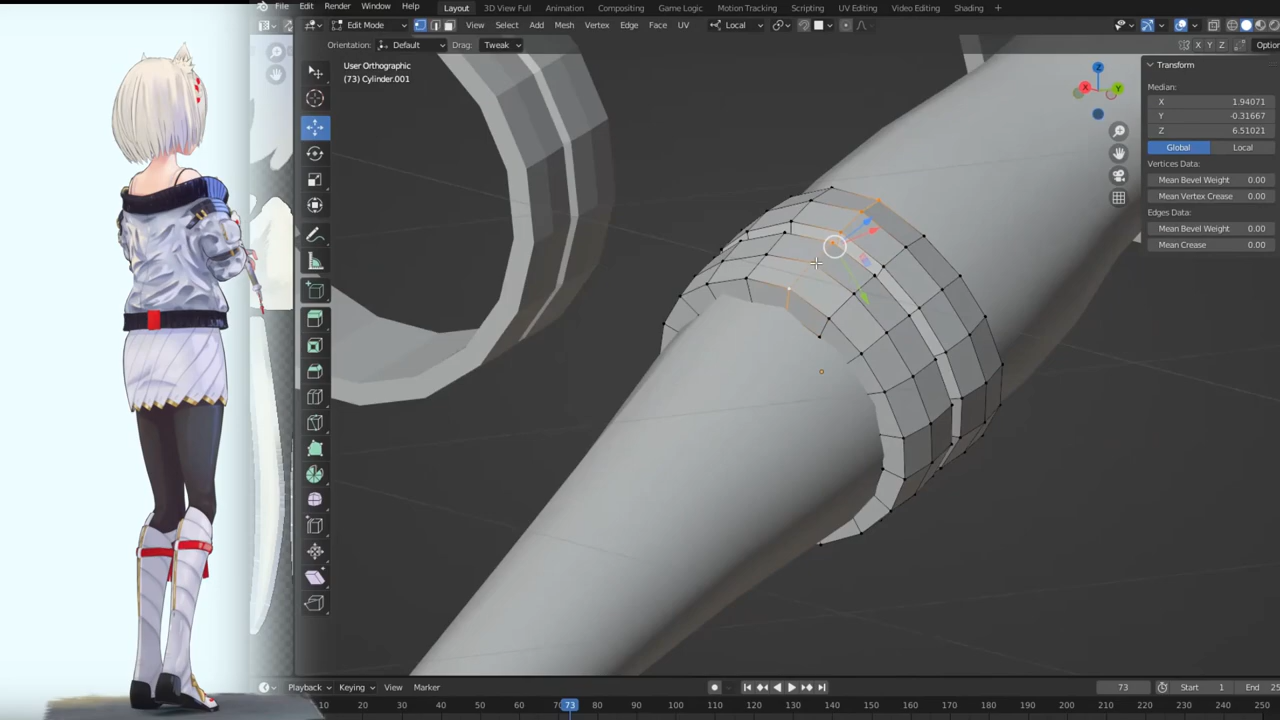 File Edit Render Window Help Layout 3D View Full Animation Compositing Game Logic Motion Tracking Scripting UV Editing Video Editing Shading +
Edit Mode View Select Add Mesh Vertex Edge Face UV Local
Orientation: Default Drag: Tweak X Y Z
User Orthographic
(73) Cylinder.001
Z
X
Y
Transform
Median:
X 1.94071
Y -0.31667
Z 6.51021
Global Local
Vertices Data:
Mean Bevel Weight 0.00
Mean Vertex Crease 0.00
Edges Data:
Mean Bevel Weight 0.00
Mean Crease 0.00
Playback Keying View Marker 73 Start 1 End
10 20 30 40 50 60 73 80 90 100 110 120 130 140 150 160 170 180 190 200 210 220 230 240 250